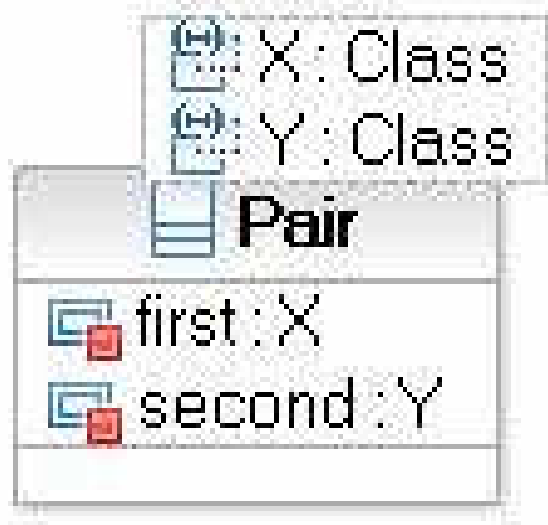 X : Class
Y : Class
Pair
first : X
second : Y